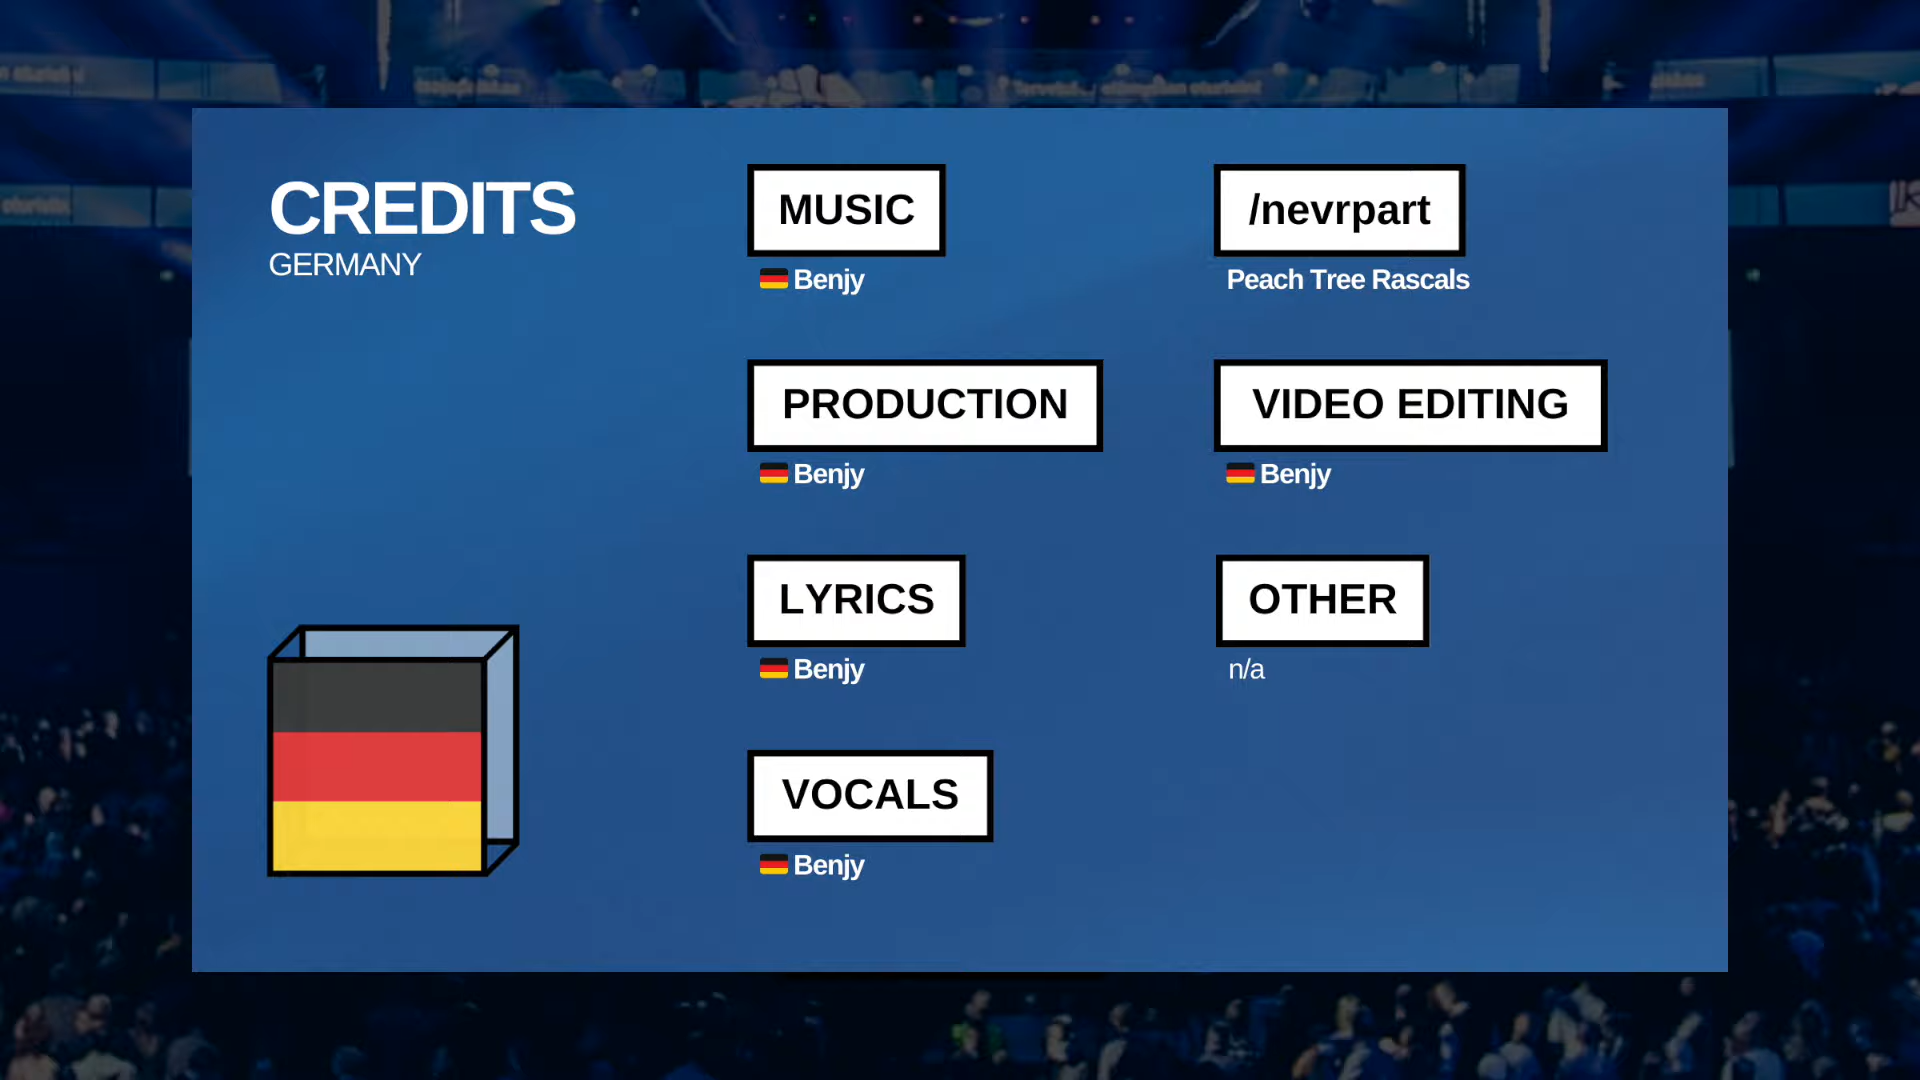 CREDITS
GERMANY
MUSIC
Benjy
PRODUCTION
Benjy
LYRICS
Benjy
VOCALS
Benjy
/nevrpart
Peach Tree Rascals
VIDEO EDITING
Benjy
OTHER
n/a